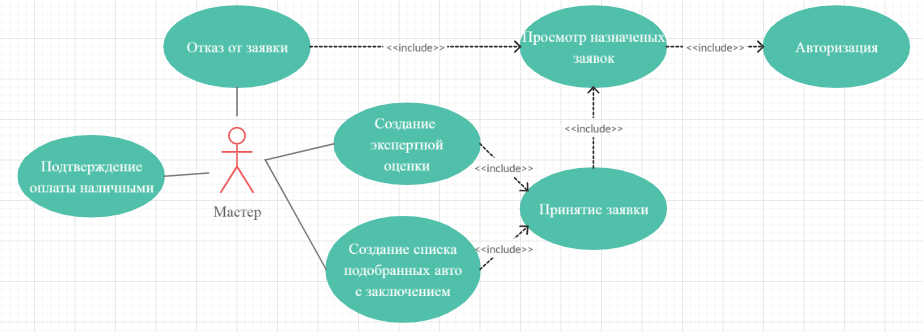 Отказ от заявки
<<include>>
Просмотр назначеных
заявок
<<include>>
Авторизация
Создание
экспертной
оценки
<<include>>
<<include>>
Подтверждение
оплаты наличными
Мастер
Принятие заявки
<<include>>
Создание списка
подобранных авто
с заключением